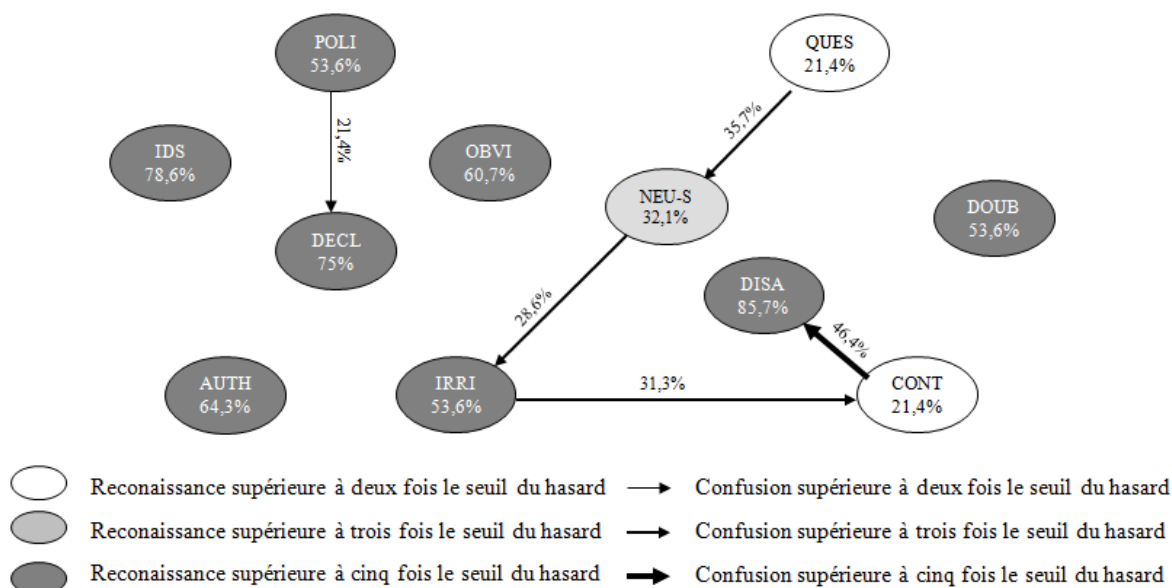 POLI
53,6%
QUES
21,4%
21,4%
35,7%
IDS
78,6%
OBVI
60,7%
NEU-S
32,1%
DOUB
53,6%
DECL
75%
DISA
85,7%
28,6%
46,4%
AUTH
64,3%
IRRI
53,6%
31,3%
CONT
21,4%
Reconaissance supérieure à deux fois le seuil du hasard
Confusion supérieure à deux fois le seuil du hasard
Reconaissance supérieure à trois fois le seuil du hasard
Confusion supérieure à trois fois le seuil du hasard
Reconaissance supérieure à cinq fois le seuil du hasard
Confusion supérieure à cinq fois le seuil du hasard